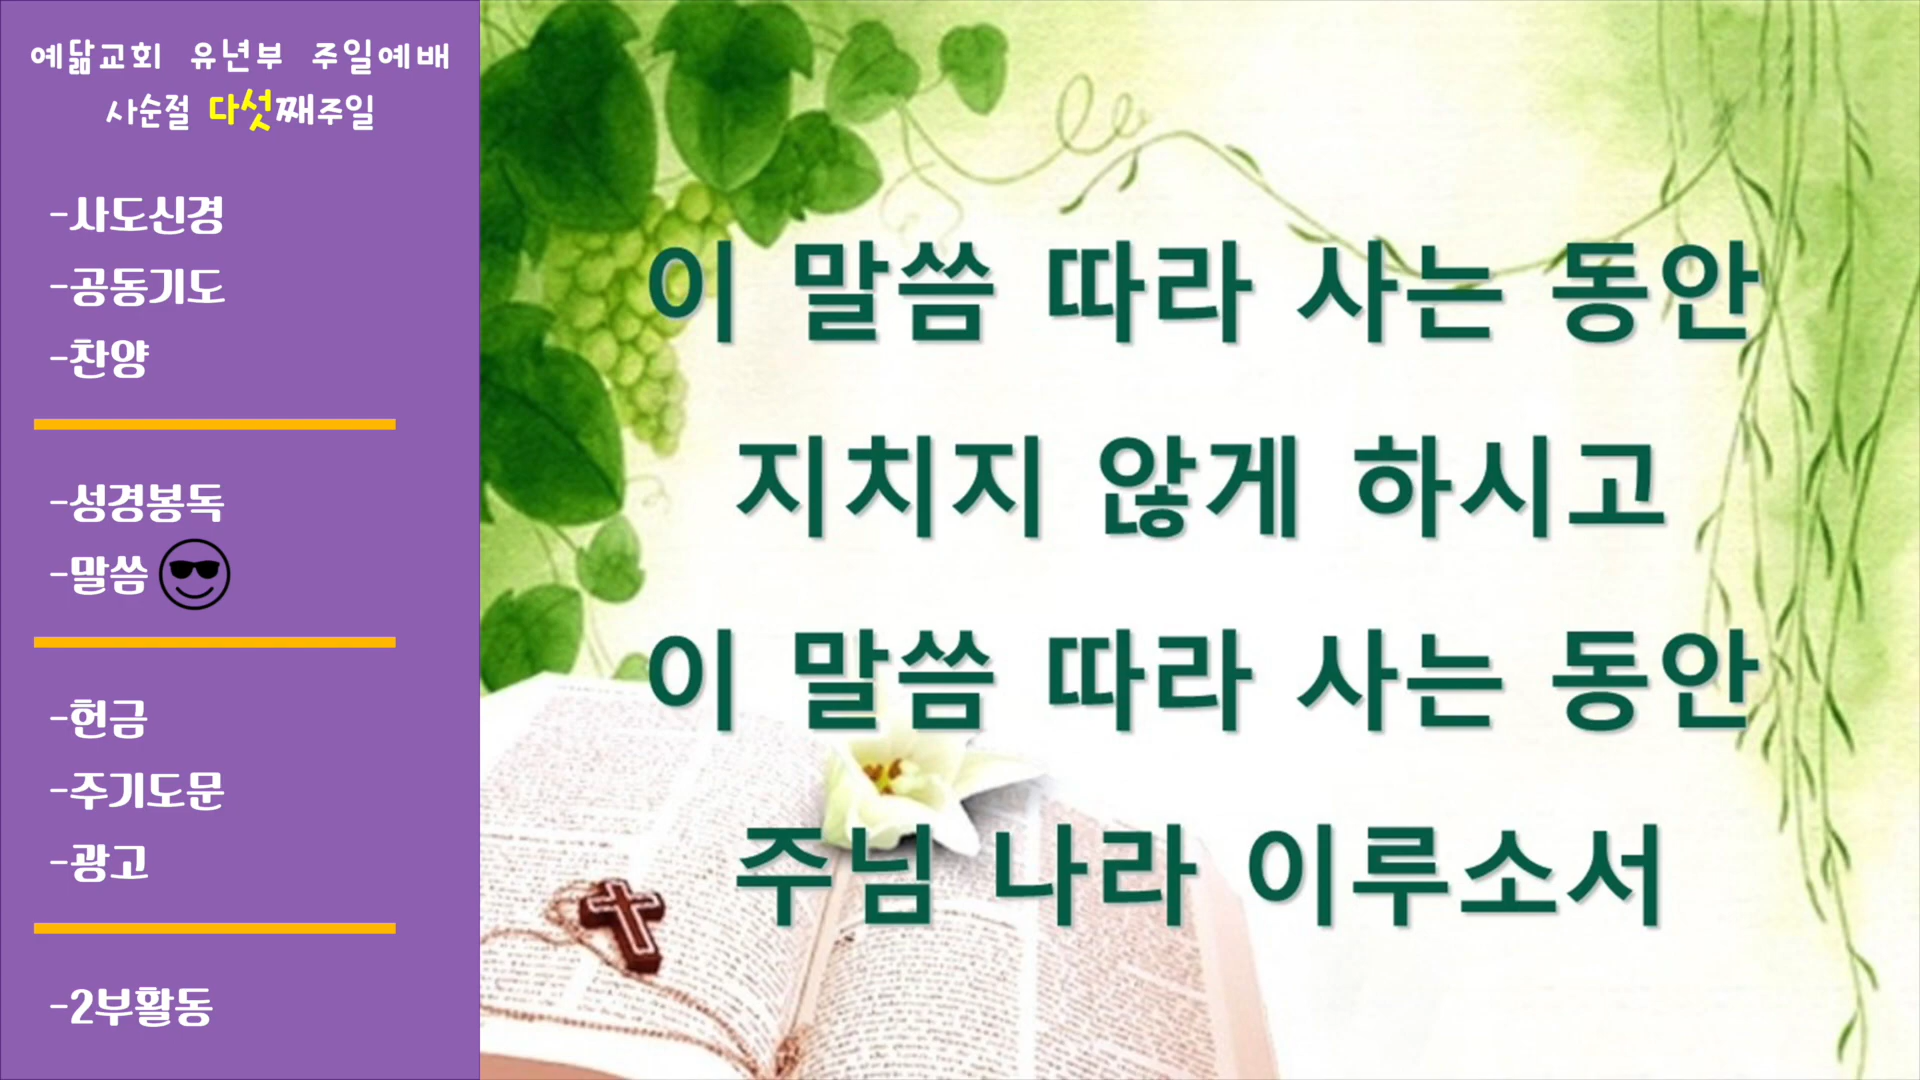 예닮교회 유년부 주일예배
사순절 다섯째주일
-사도신경
-공동기도
-찬양
-성경봉독
-말씀
-헌금
-주기도문
-광고
-2부활동
이 말씀 따라 사는 동안
지치지 않게 하시고
이 말씀 따라 사는 동안
주님 나라 이루소서